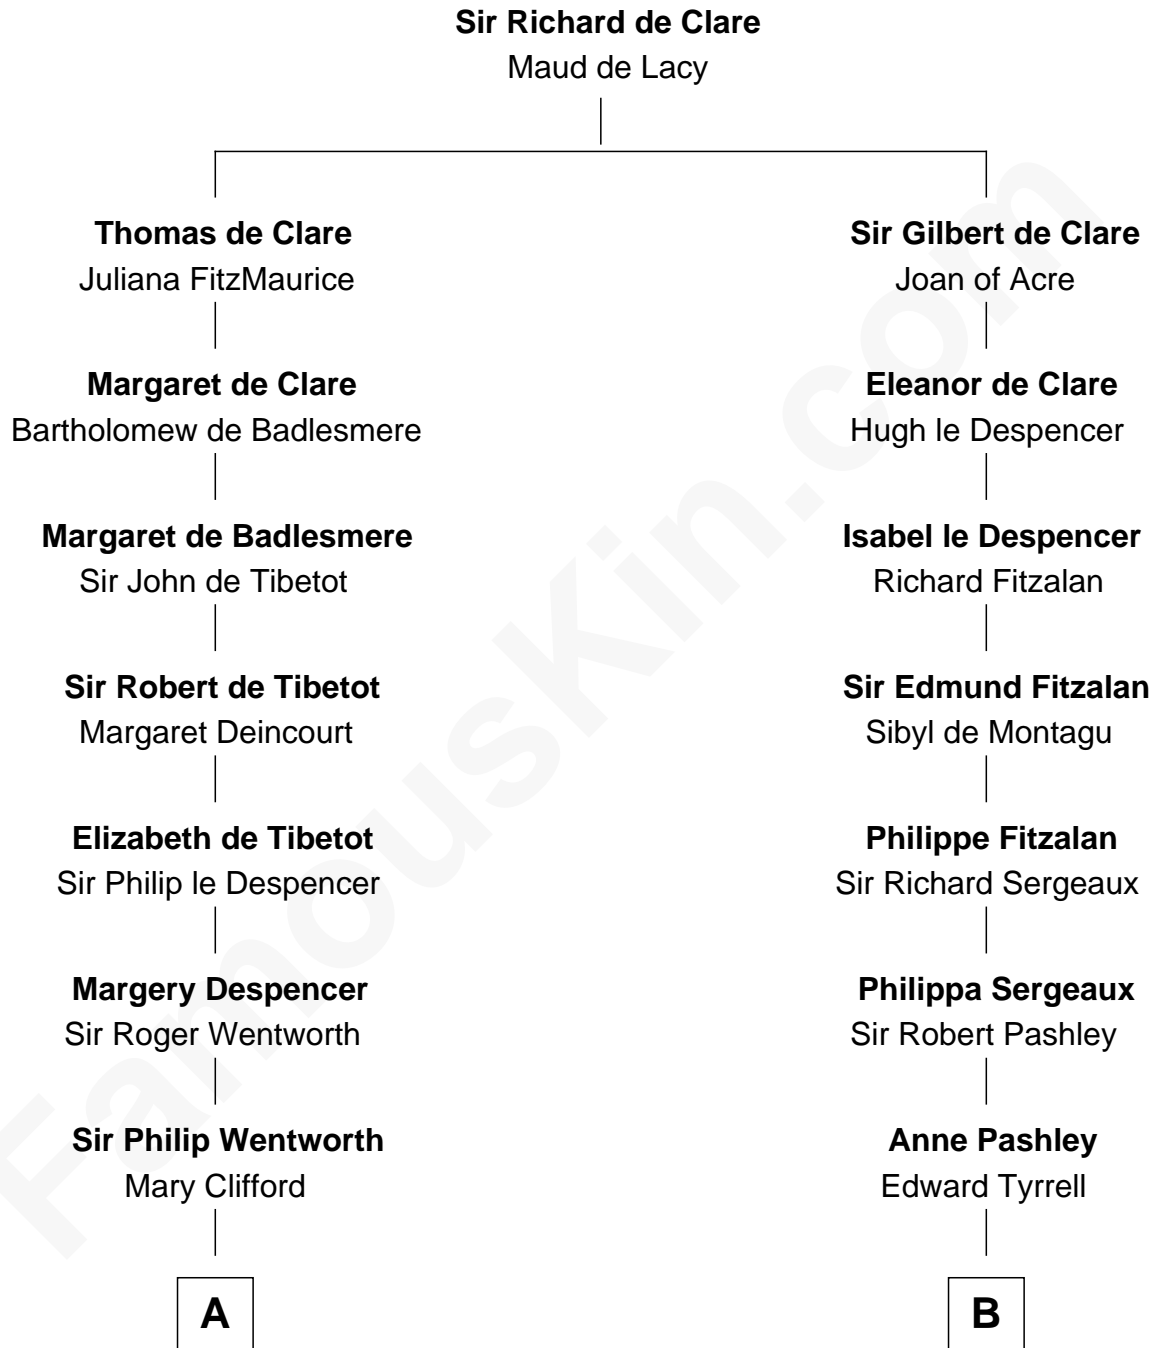 Sir Richard de Clare
Maud de Lacy
Thomas de Clare
Juliana FitzMaurice
Sir Gilbert de Clare
Joan of Acre
Margaret de Clare
Bartholomew de Badlesmere
Eleanor de Clare
Hugh le Despencer
Margaret de Badlesmere
Sir John de Tibetot
Isabel le Despencer
Richard Fitzalan
Sir Robert de Tibetot
Margaret Deincourt
Sir Edmund Fitzalan
Sibyl de Montagu
Elizabeth de Tibetot
Sir Philip le Despencer
Philippe Fitzalan
Sir Richard Sergeaux
Margery Despencer
Sir Roger Wentworth
Philippa Sergeaux
Sir Robert Pashley
Sir Philip Wentworth
Mary Clifford
Anne Pashley
Edward Tyrrell
A
B
FamousKin.com